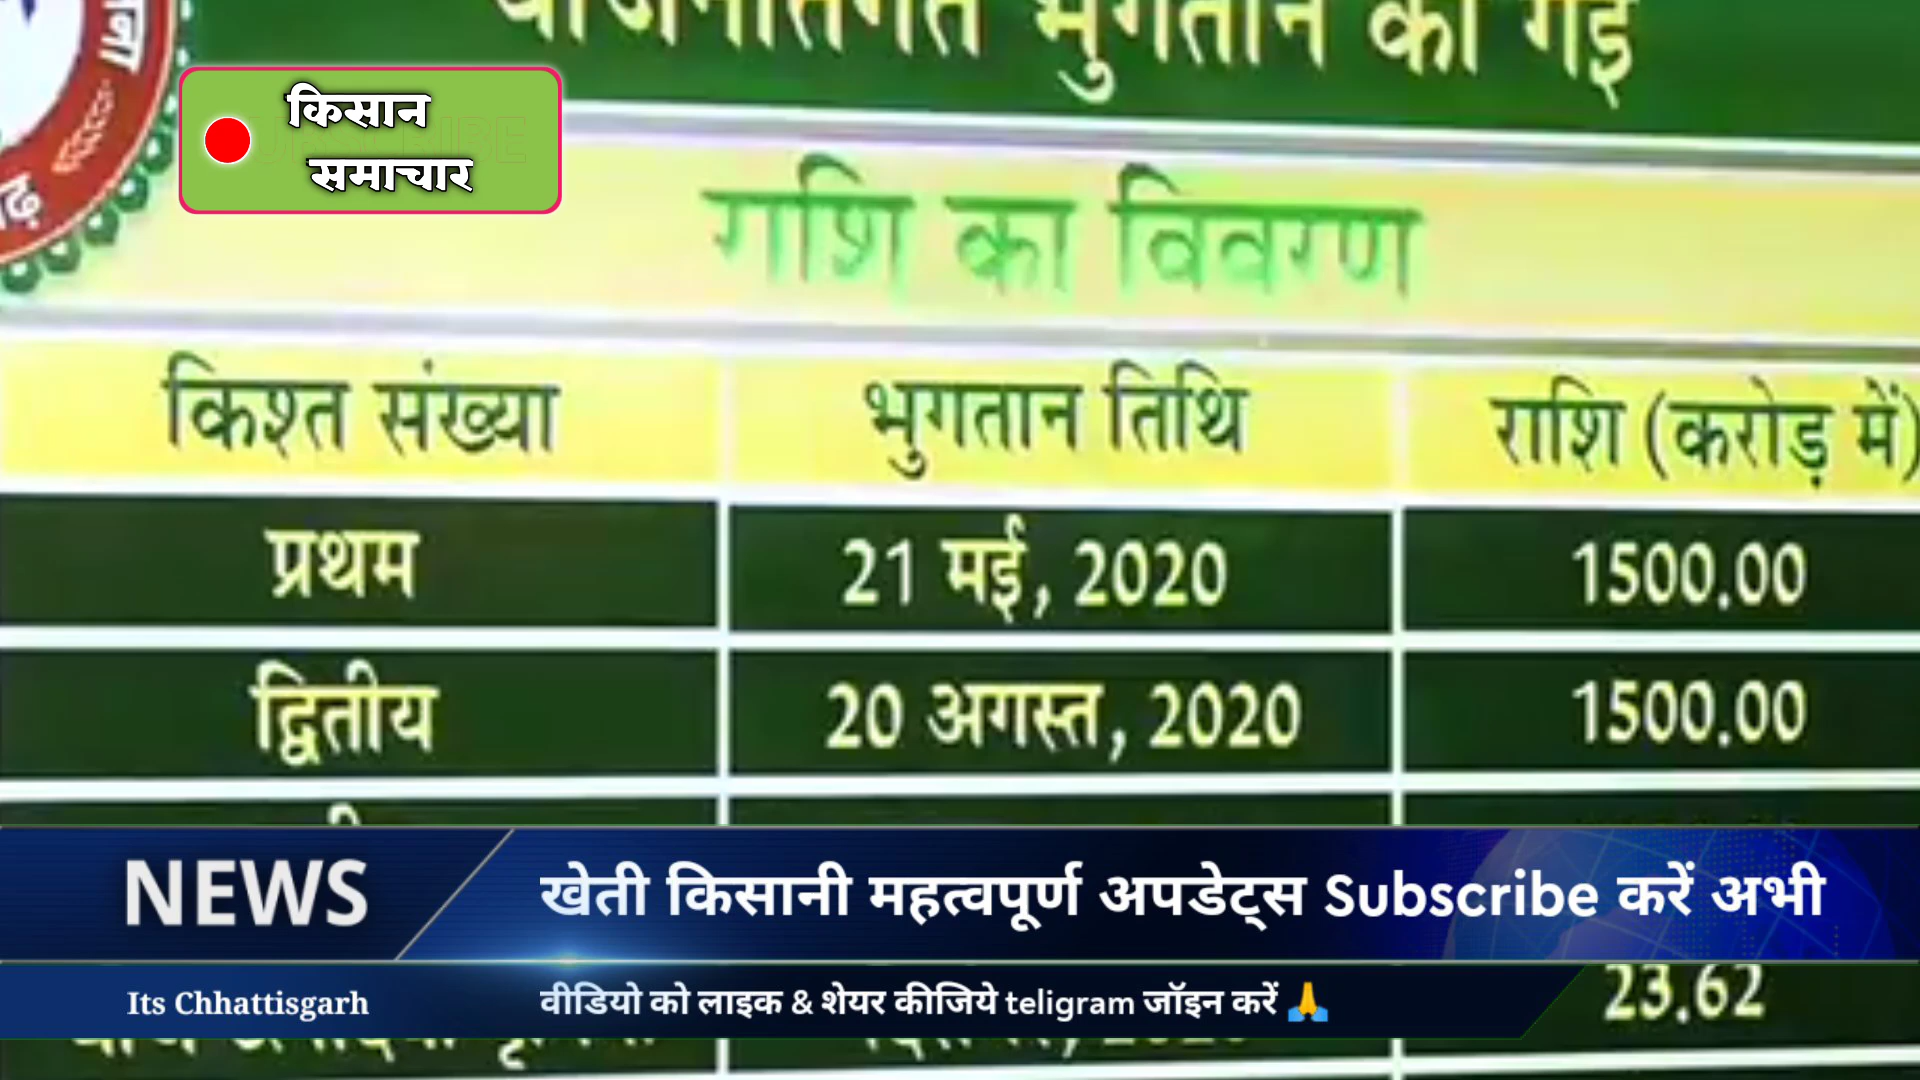 योजनांतर्गत भुगतान की गई
किसान
समाचार
राशि का विवरण
किश्त संख्या भुगतान तिथि राशि (करोड़ में)
प्रथम 21 मई, 2020 1500.00
द्वितीय 20 अगस्त, 2020 1500.00
NEWS खेती किसानी महत्वपूर्ण अपडेट्स Subscribe करें अभी
23.62
Its Chhattisgarh वीडियो को लाइक & शेयर कीजिये teligram जॉइन करें 🙏